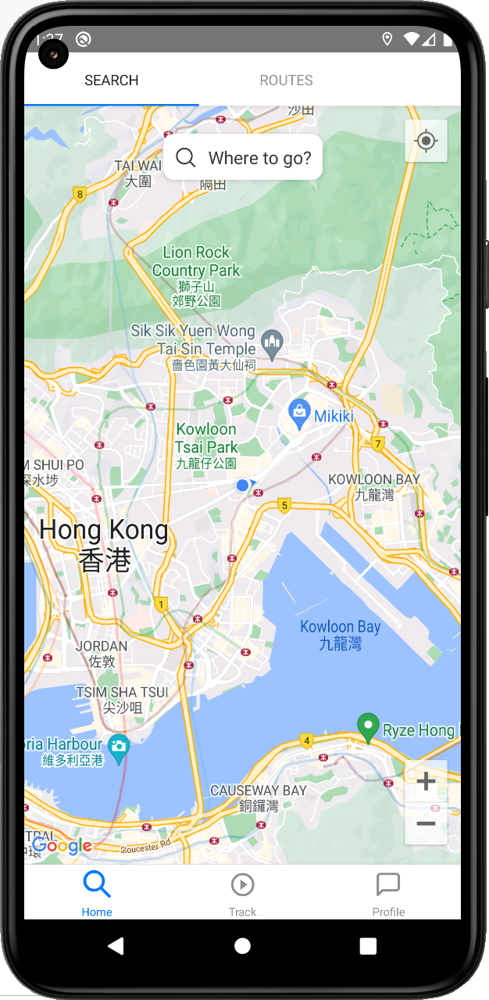 SEARCH
ROUTES
沙田
Where to go?
TAI WAI
大圍
隔田
8
Lion Rock
Country Park
獅子山
郊野公園
Sik Sik Yuen Wong
Tai Sin Temple
嗇色園黃大仙祠
Mikiki
Kowloon
Tsai Park
九龍仔公園
7
M SHUI PO
深水埗
KOWLOON BAY
九龍灣
5
Hong Kong
香港
1
Kowloon Bay
九龍灣
JORDAN
佐敦
TSIM SHA TSUI
尖沙咀
Ryze Hong
4
oria Harbour
維多利亞港
CAUSEWAY BAY
銅鑼灣
TRAL
中環
Google
Gloucester Rd
Home
Track
Profile